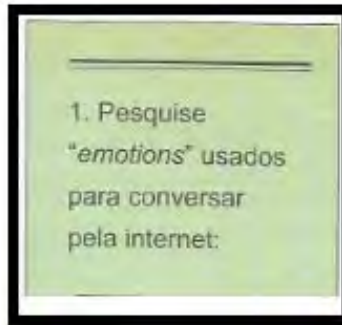 1. Pesquise
"emotions" usados
para conversar
pela internet: